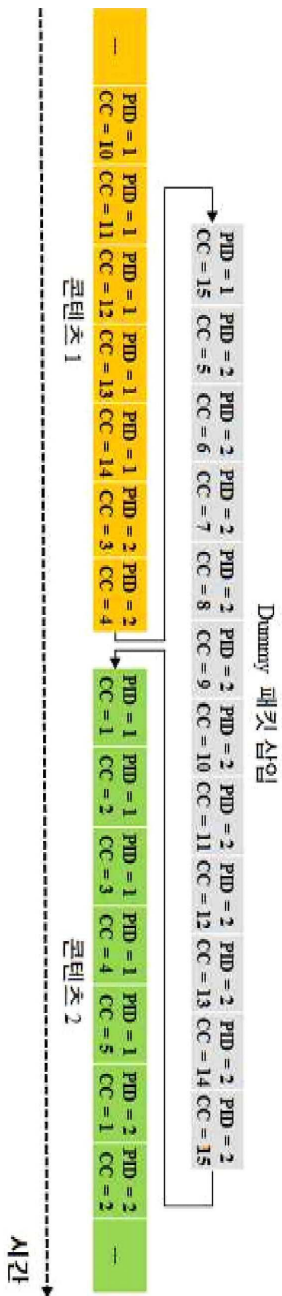 Dummy 패킷 삽입
PID = 1 PID = 2 PID = 2 PID = 2 PID = 2 PID = 2 PID = 2 PID = 2 PID = 2 PID = 2 PID = 2 PID = 2
CC = 15 CC = 5 CC = 6 CC = 7 CC = 8 CC = 9 CC = 10 CC = 11 CC = 12 CC = 13 CC = 14 CC = 15
... PID = 1 PID = 1 PID = 1 PID = 1 PID = 1 PID = 2 PID = 2 PID = 1 PID = 1 PID = 1 PID = 1 PID = 1 PID = 2 PID = 2 ...
CC = 10 CC = 11 CC = 12 CC = 13 CC = 14 CC = 3 CC = 4 CC = 1 CC = 2 CC = 3 CC = 4 CC = 5 CC = 1 CC = 2
콘텐츠 1 콘텐츠 2
시간